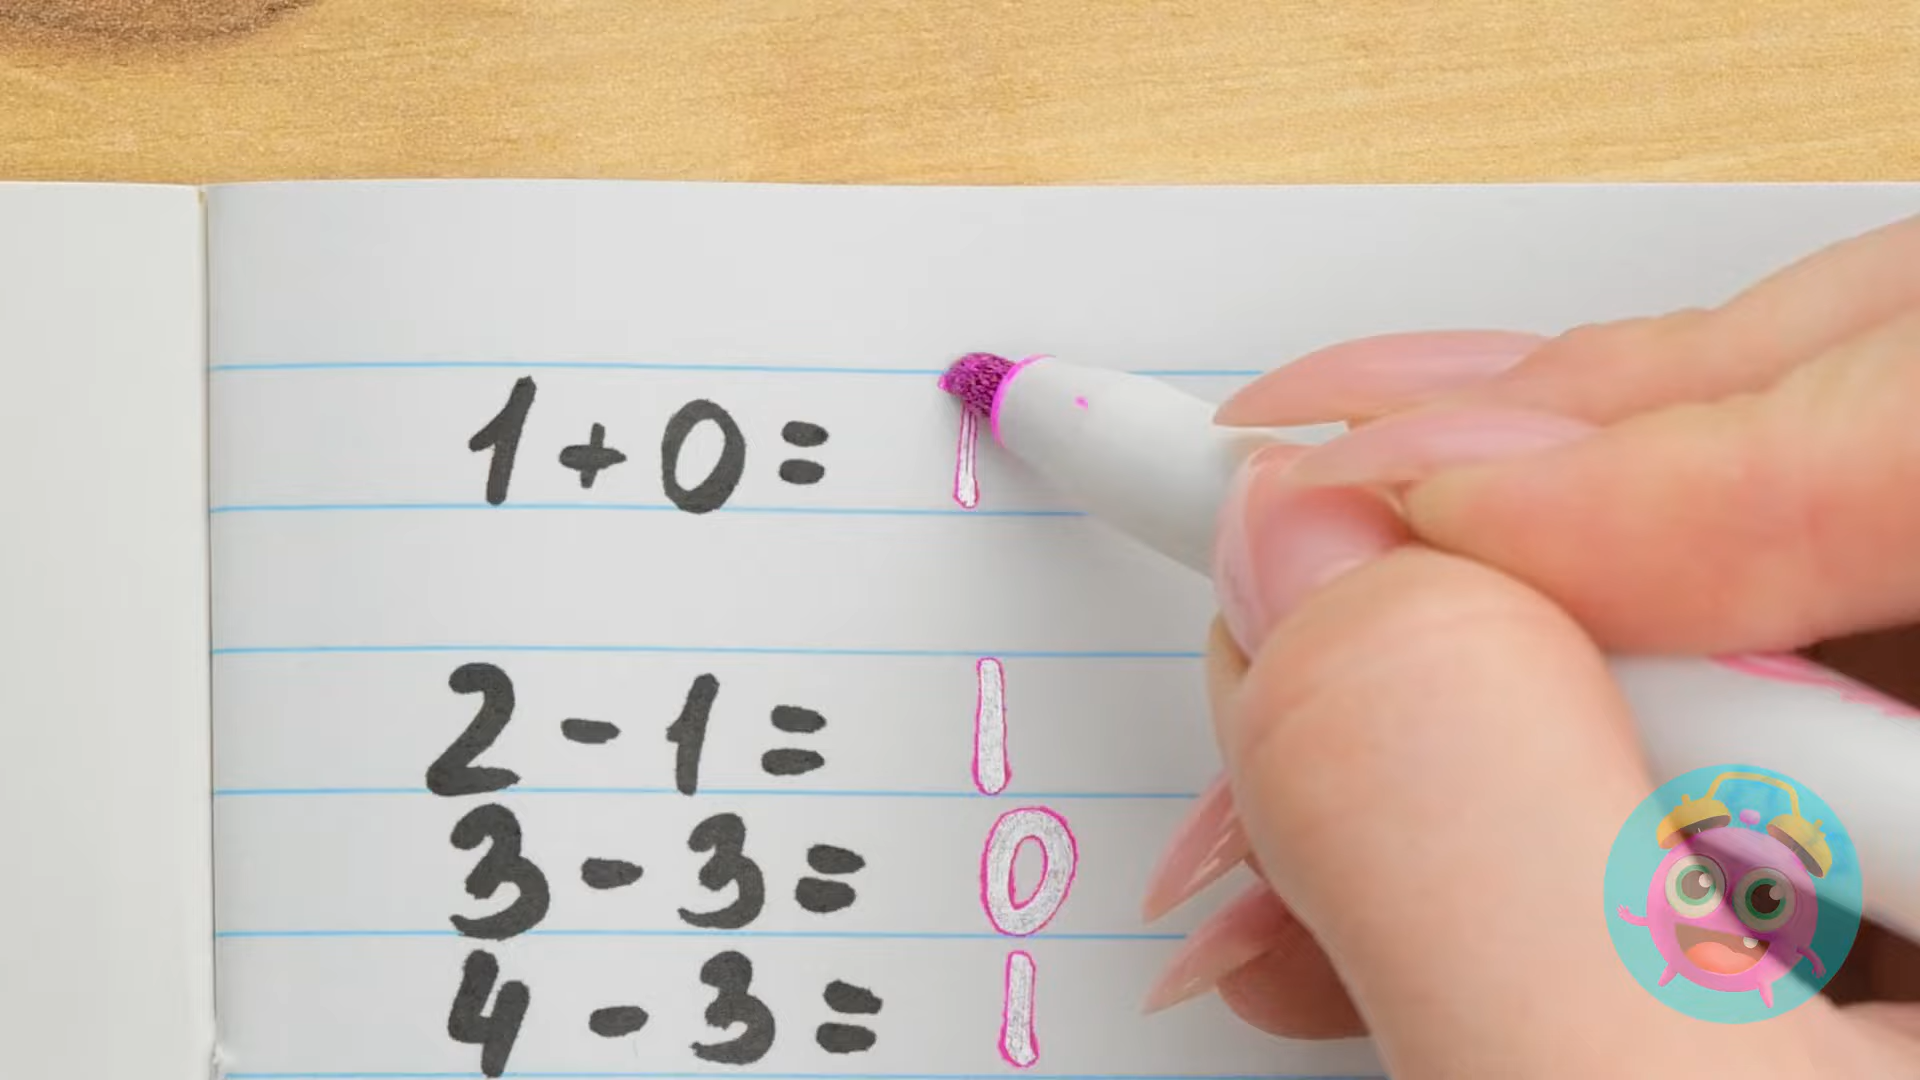 1+0= 1
2-1= 1
3-3= 0
4-3= 1